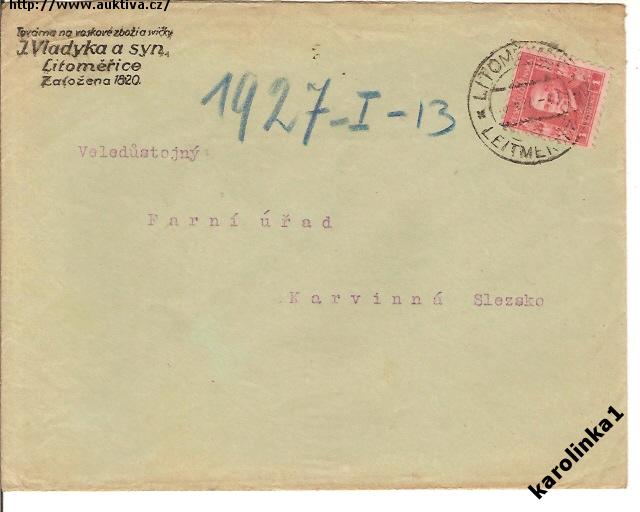 http://www.auktiva.cz/
Továrna na voskové zboží a svíčky
J. Vladyka a syn,
Litoměřice
Založena 1820.
1927-I-13
LEITMER
Veledůstojný
Farní úřad
Karvinná Slezsko
karolinka1